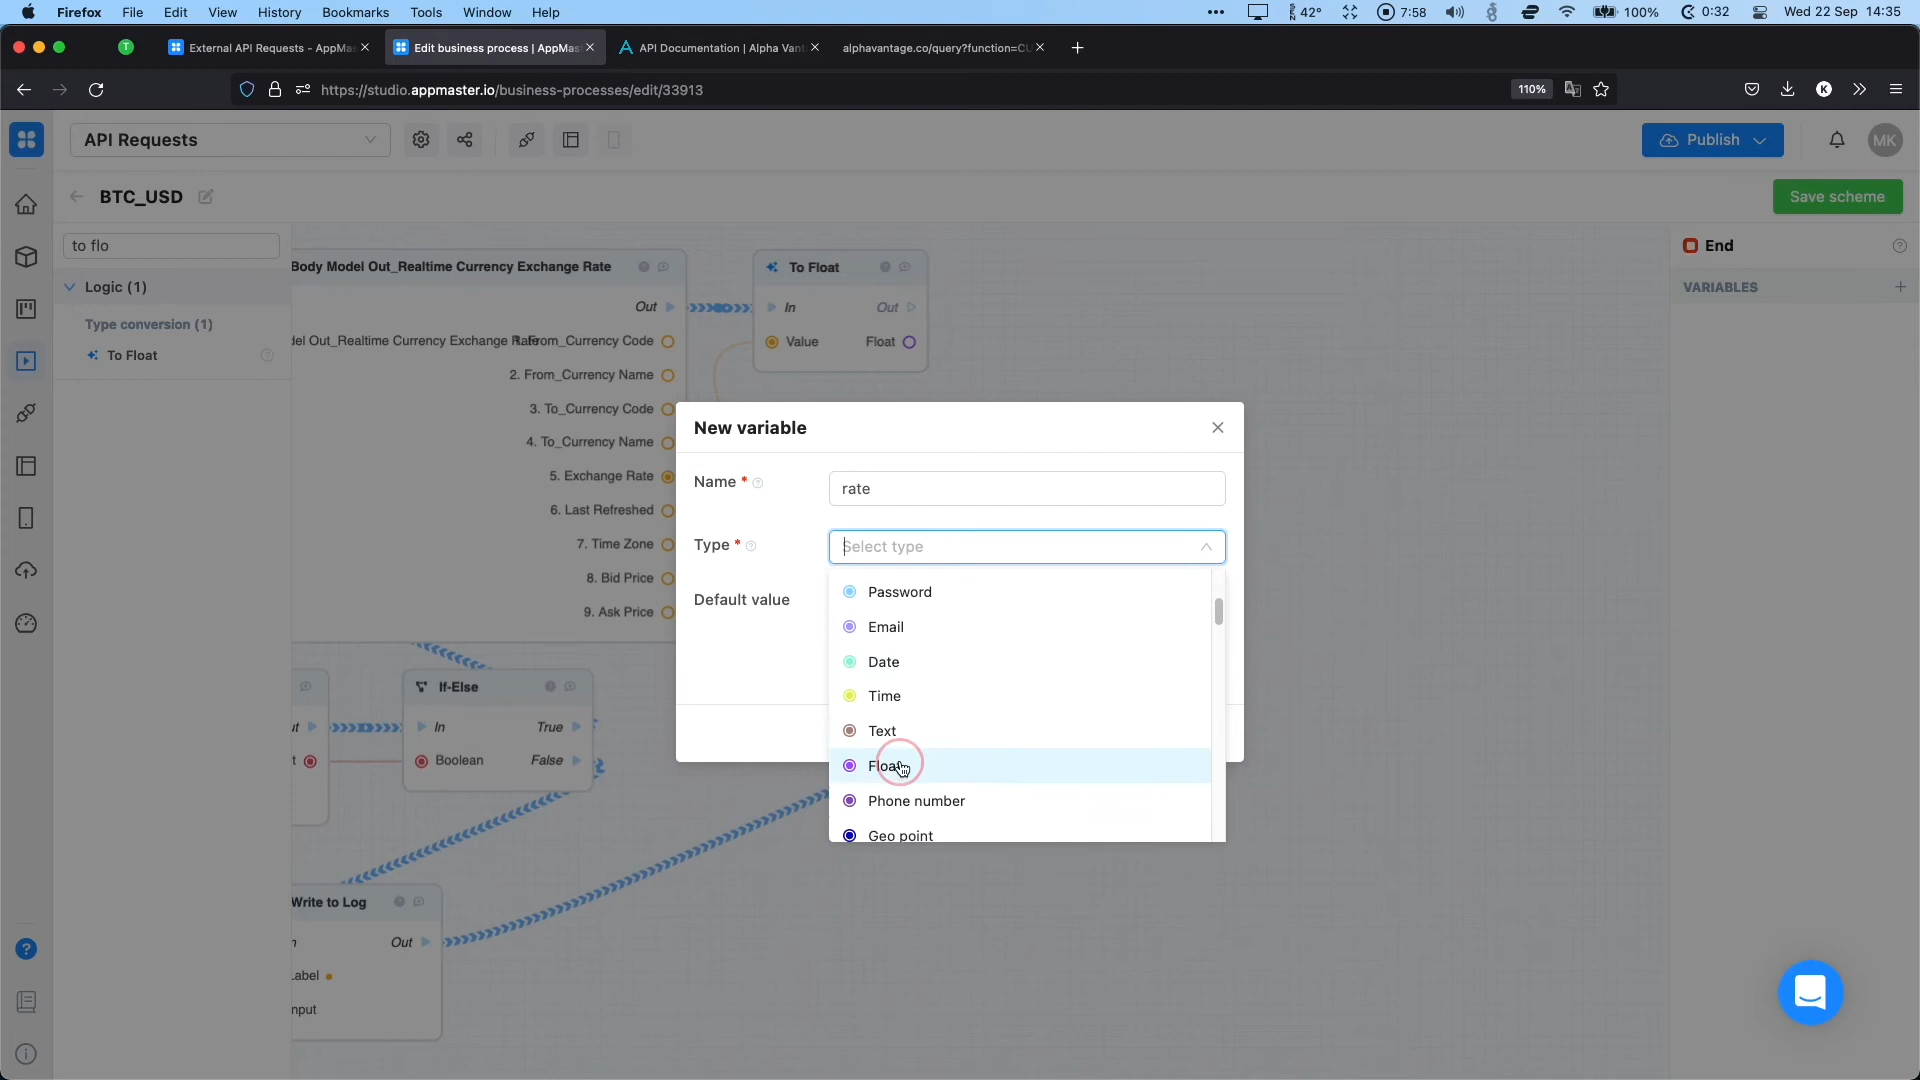 Firefox File Edit View History Bookmarks Tools Window Help
42° 7:58 100% 0:32 Wed 22 Sep 14:35
T External API Requests - AppMas Edit business process | AppMas API Documentation | Alpha Vant alphavantage.co/query?function=CU
https://studio.appmaster.io/business-processes/edit/33913 110% K
API Requests Publish MK
BTC_USD Save scheme
to flo
Logic (1)
Type conversion (1)
To Float
Body Model Out_Realtime Currency Exchange Rate
Out
1. From_Currency Code
2. From_Currency Name
3. To_Currency Code
4. To_Currency Name
5. Exchange Rate
6. Last Refreshed
7. Time Zone
8. Bid Price
9. Ask Price
To Float
In Out
Value Float
If-Else
In True
Boolean False
Write to Log
Out
Label
New variable
Name * rate
Type * Select type
Default value
Password
Email
Date
Time
Text
Float
Phone number
Geo point
End
VARIABLES